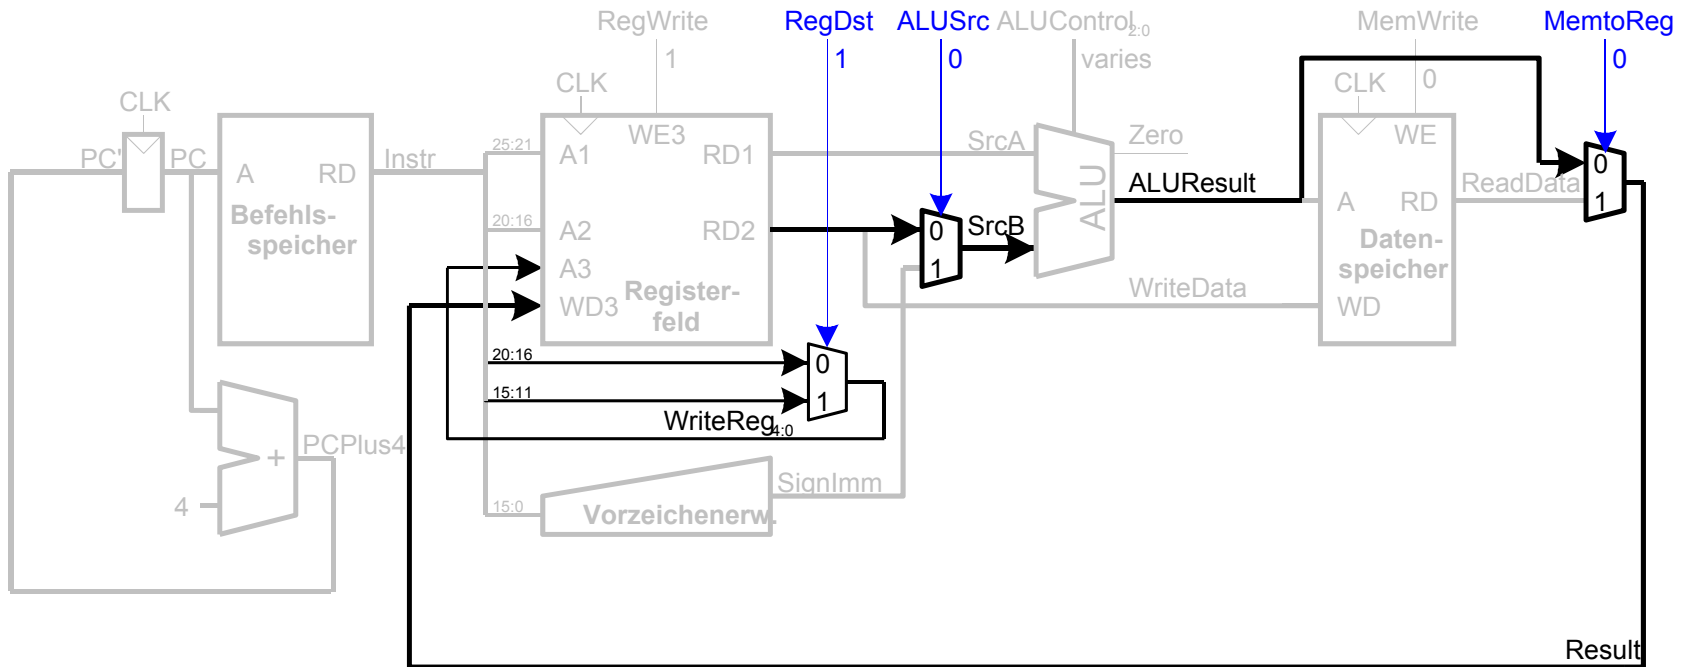 RegWrite
RegDst
ALUSrc
ALUControl2:0
MemWrite
MemtoReg
1
1
0
varies
0
0
CLK
CLK
CLK
PC'
PC
A
RD
Instr
Befehls-
speicher
25:21
A1
WE3
RD1
SrcA
Zero
WE
0
20:16
A2
RD2
0
SrcB
ALU
ALUResult
A
RD
ReadData
1
A3
1
Daten-
speicher
WD3
Register-
feld
WriteData
WD
20:16
0
15:11
1
WriteReg4:0
PCPlus4
+
4
15:0
SignImm
Vorzeichenerw.
Result